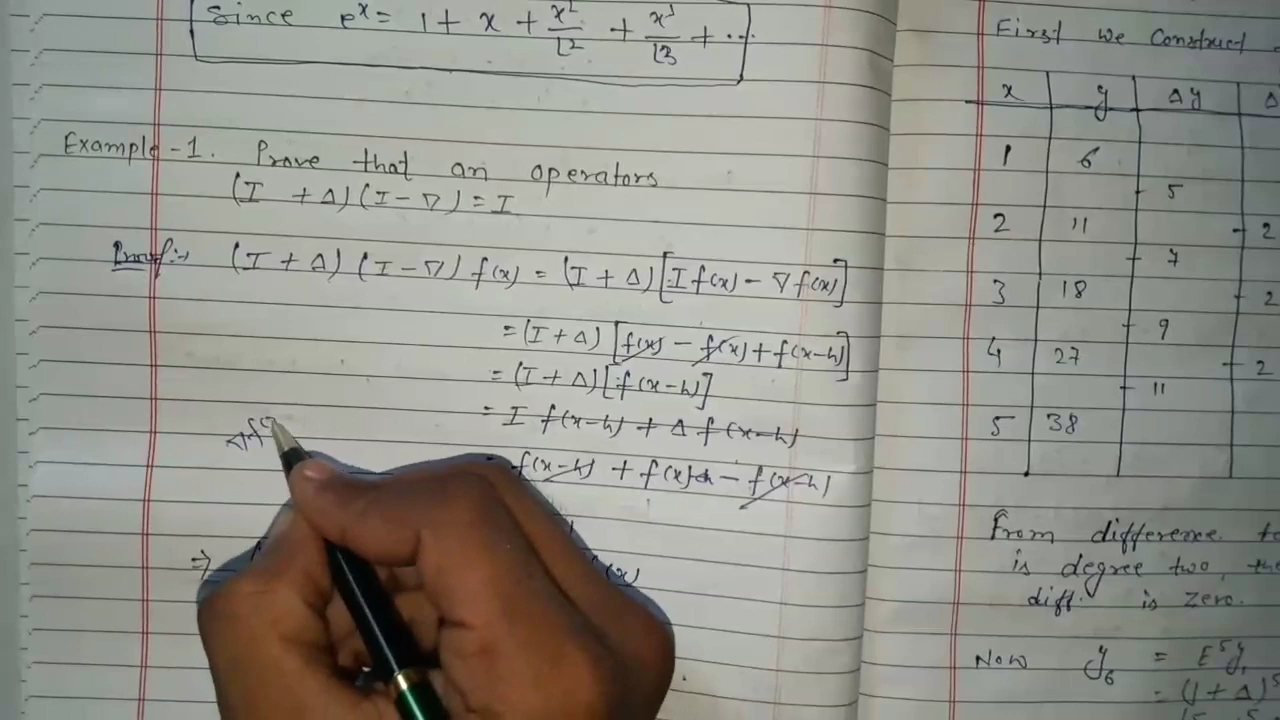 Since e^x = 1 + x + x²/⌊2 + x³/⌊3 + ...
Example-1. Prove that an operators
(I + Δ)(I - ∇) = I
Proof:- (I + Δ)(I - ∇) f(x) = (I + Δ)[I f(x) - ∇ f(x)]
= (I + Δ)[f(x) - f(x) + f(x-h)]
= (I + Δ)[f(x-h)]
= I f(x-h) + Δ f(x-h)
f(x-h) + f(x) - f(x-h)
⇒
First we Construct
x y Δy Δ
1 6
5
2 11 2
7
3 18 2
9
4 27 2
11
5 38
From difference
is degree two, the
diff. is zero.
Now y₆ = E⁵y₁
= (1 + Δ)⁵